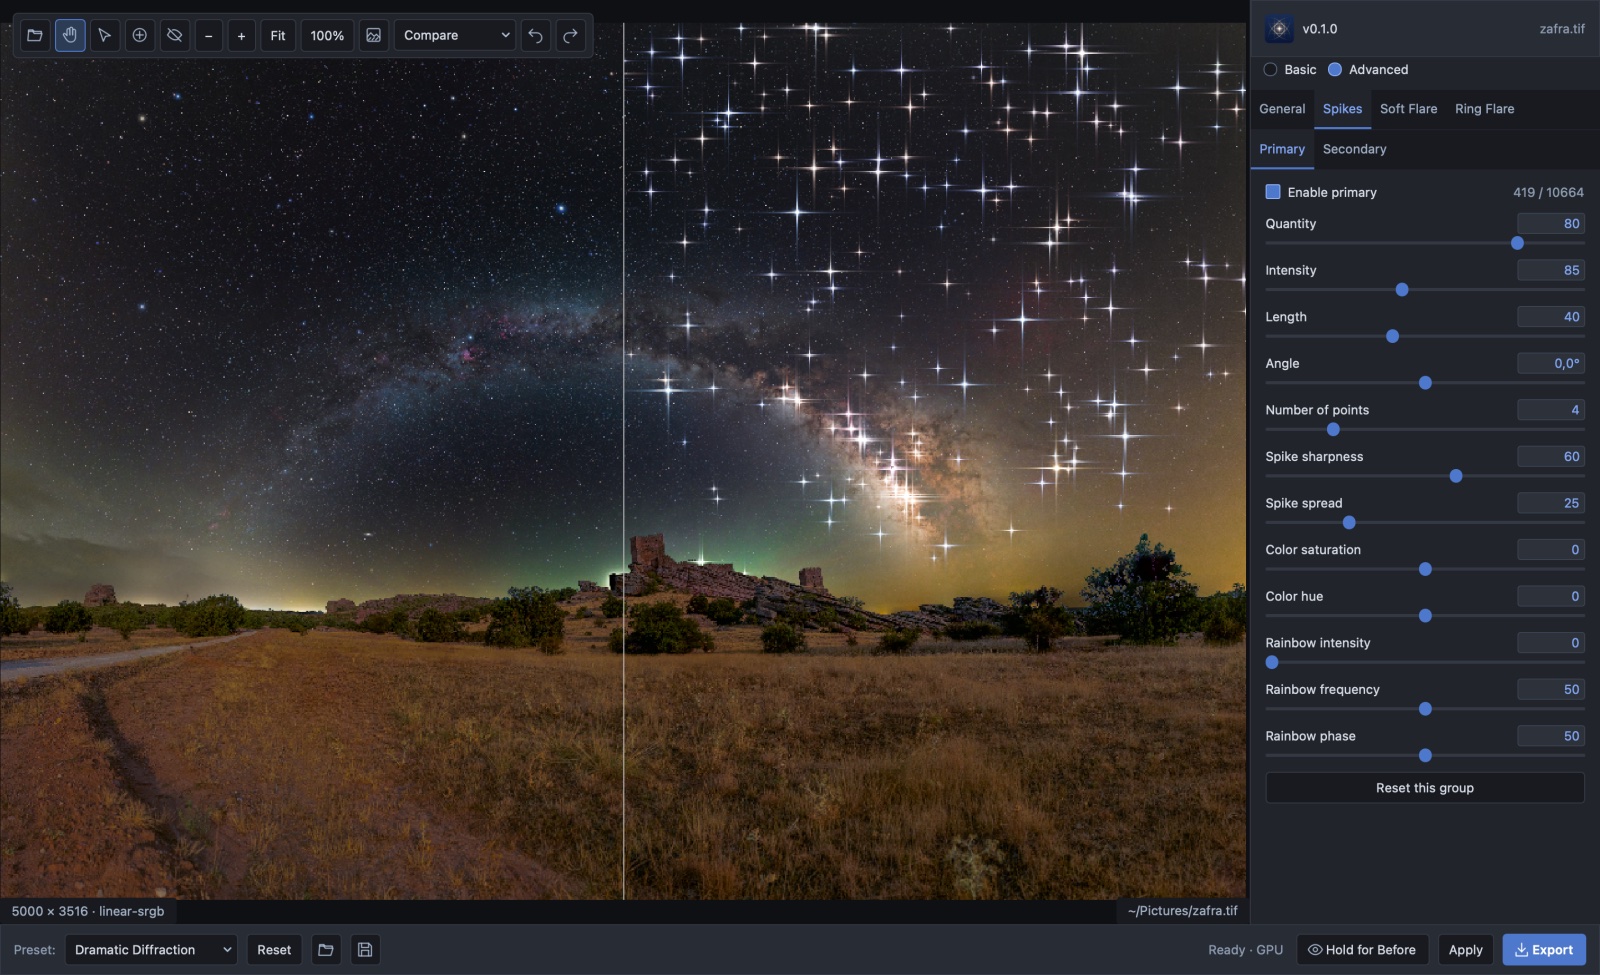 Fit
100%
Compare
v0.1.0
zafra.tif
Basic
Advanced
General
Spikes
Soft Flare
Ring Flare
Primary
Secondary
Enable primary
419 / 10664
Quantity
80
Intensity
85
Length
40
Angle
0,0°
Number of points
4
Spike sharpness
60
Spike spread
25
Color saturation
0
Color hue
0
Rainbow intensity
0
Rainbow frequency
50
Rainbow phase
50
Reset this group
5000 × 3516 · linear-srgb
~/Pictures/zafra.tif
Preset:
Dramatic Diffraction
Reset
Ready · GPU
Hold for Before
Apply
Export